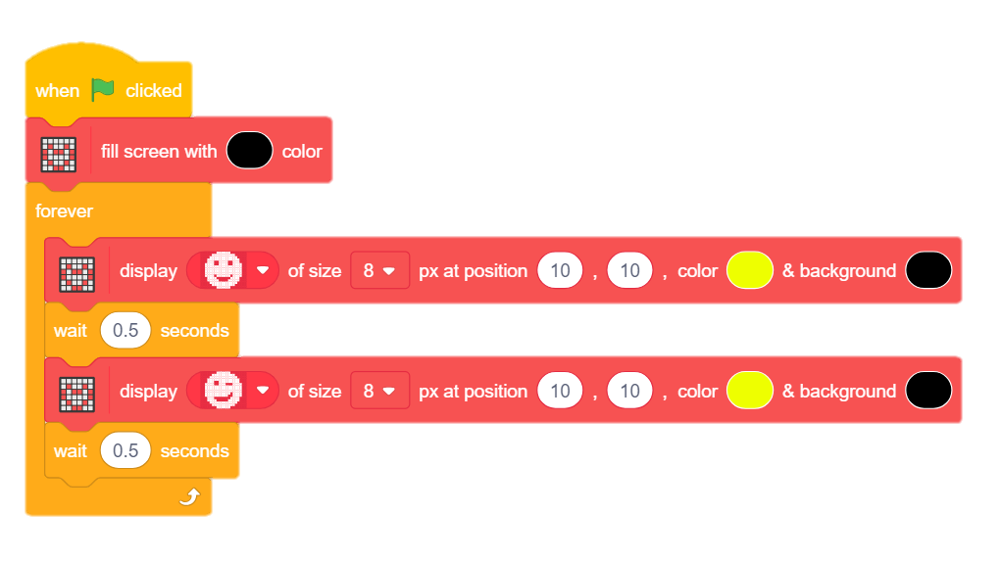 when clicked
fill screen with color
forever
display of size 8 px at position 10 , 10 , color & background
wait 0.5 seconds
display of size 8 px at position 10 , 10 , color & background
wait 0.5 seconds